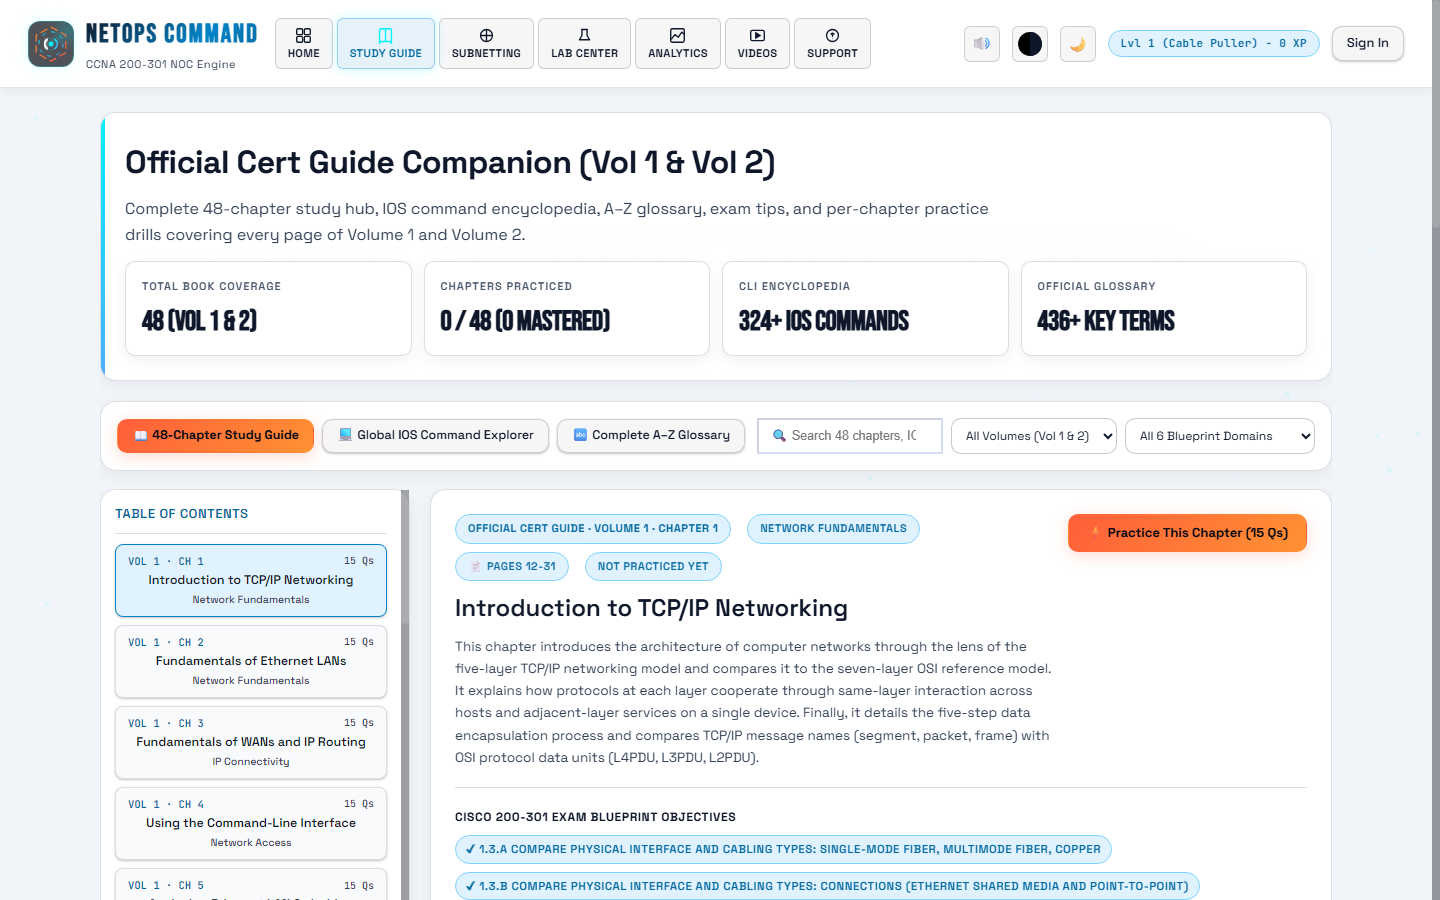 NETOPS COMMAND
CCNA 200-301 NOC Engine
HOME
STUDY GUIDE
SUBNETTING
LAB CENTER
ANALYTICS
VIDEOS
SUPPORT
Lvl 1 (Cable Puller) - 0 XP
Sign In
Official Cert Guide Companion (Vol 1 & Vol 2)
Complete 48-chapter study hub, IOS command encyclopedia, A–Z glossary, exam tips, and per-chapter practice
drills covering every page of Volume 1 and Volume 2.
TOTAL BOOK COVERAGE
48 (VOL 1 & 2)
CHAPTERS PRACTICED
0 / 48 (0 MASTERED)
CLI ENCYCLOPEDIA
324+ IOS COMMANDS
OFFICIAL GLOSSARY
436+ KEY TERMS
48-Chapter Study Guide
Global IOS Command Explorer
Complete A–Z Glossary
Search 48 chapters, IC
All Volumes (Vol 1 & 2)
All 6 Blueprint Domains
TABLE OF CONTENTS
VOL 1 · CH 1
15 Qs
Introduction to TCP/IP Networking
Network Fundamentals
VOL 1 · CH 2
15 Qs
Fundamentals of Ethernet LANs
Network Fundamentals
VOL 1 · CH 3
15 Qs
Fundamentals of WANs and IP Routing
IP Connectivity
VOL 1 · CH 4
15 Qs
Using the Command-Line Interface
Network Access
VOL 1 · CH 5
15 Qs
OFFICIAL CERT GUIDE · VOLUME 1 · CHAPTER 1
NETWORK FUNDAMENTALS
PAGES 12-31
NOT PRACTICED YET
Practice This Chapter (15 Qs)
Introduction to TCP/IP Networking
This chapter introduces the architecture of computer networks through the lens of the
five-layer TCP/IP networking model and compares it to the seven-layer OSI reference model.
It explains how protocols at each layer cooperate through same-layer interaction across
hosts and adjacent-layer services on a single device. Finally, it details the five-step data
encapsulation process and compares TCP/IP message names (segment, packet, frame) with
OSI protocol data units (L4PDU, L3PDU, L2PDU).
CISCO 200-301 EXAM BLUEPRINT OBJECTIVES
✓ 1.3.A COMPARE PHYSICAL INTERFACE AND CABLING TYPES: SINGLE-MODE FIBER, MULTIMODE FIBER, COPPER
✓ 1.3.B COMPARE PHYSICAL INTERFACE AND CABLING TYPES: CONNECTIONS (ETHERNET SHARED MEDIA AND POINT-TO-POINT)